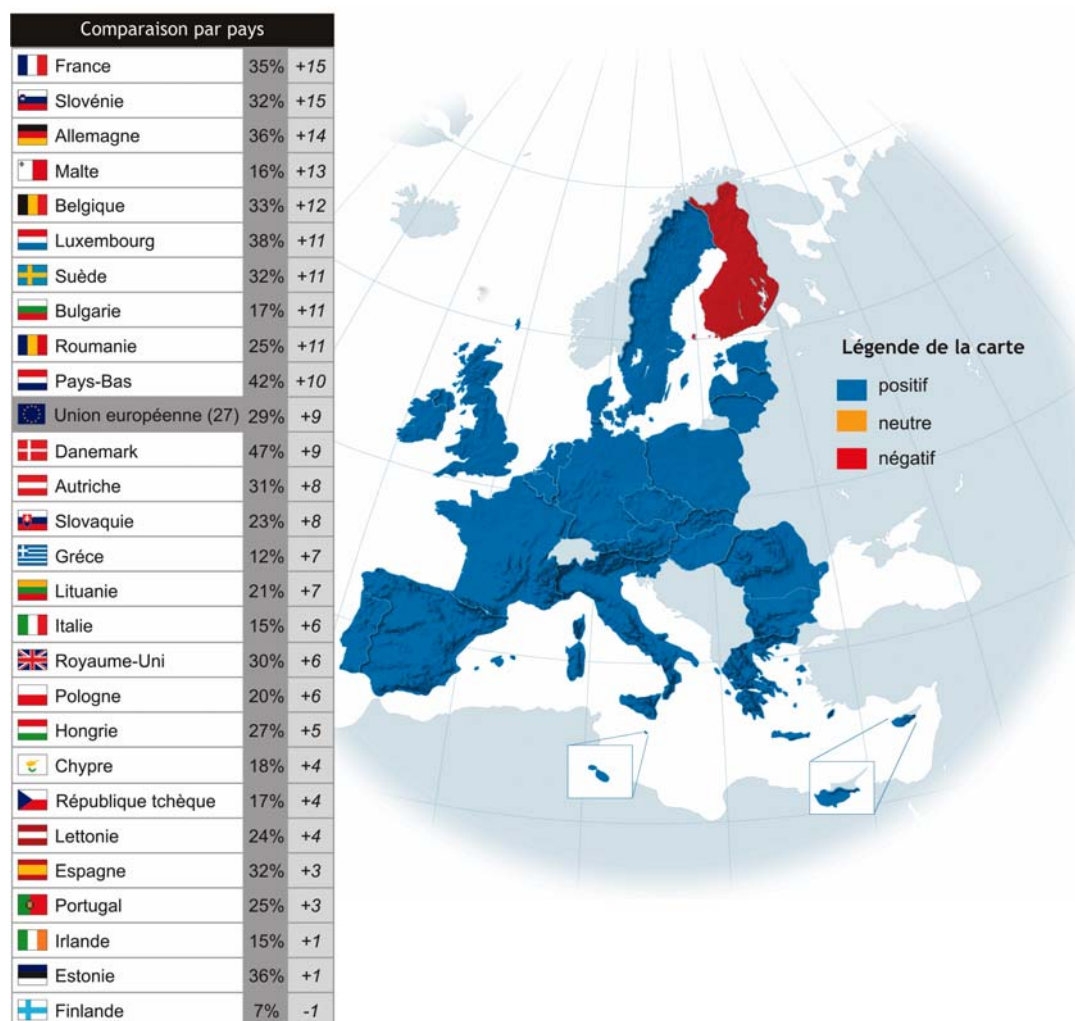 Comparaison par pays
France 35% +15
Slovénie 32% +15
Allemagne 36% +14
Malte 16% +13
Belgique 33% +12
Luxembourg 38% +11
Suède 32% +11
Bulgarie 17% +11
Roumanie 25% +11
Pays-Bas 42% +10
Union européenne (27) 29% +9
Danemark 47% +9
Autriche 31% +8
Slovaquie 23% +8
Gréce 12% +7
Lituanie 21% +7
Italie 15% +6
Royaume-Uni 30% +6
Pologne 20% +6
Hongrie 27% +5
Chypre 18% +4
République tchèque 17% +4
Lettonie 24% +4
Espagne 32% +3
Portugal 25% +3
Irlande 15% +1
Estonie 36% +1
Finlande 7% -1
Légende de la carte
positif
neutre
négatif